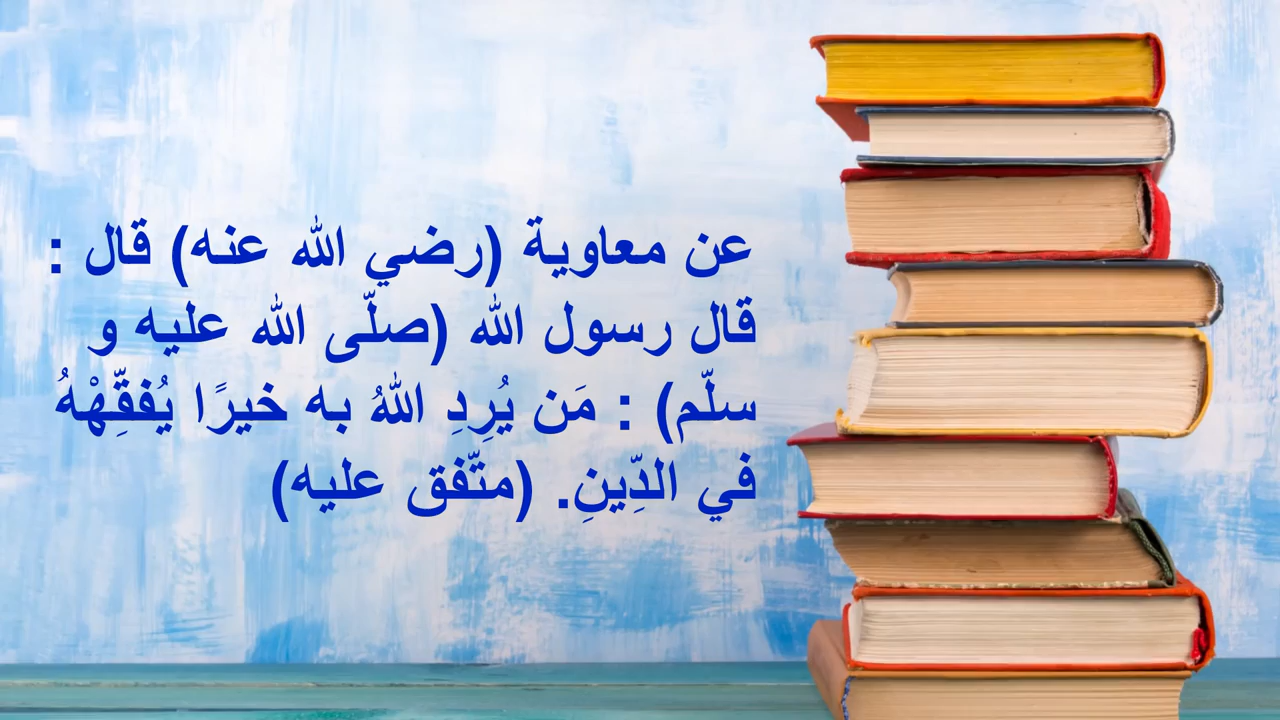 عن معاوية (رضي الله عنه) قال :
قال رسول الله (صلّى الله عليه و
سلّم) : مَن يُرِدِ اللهُ به خيرًا يُفقِّهْهُ
في الدِّينِ. (متّفق عليه)